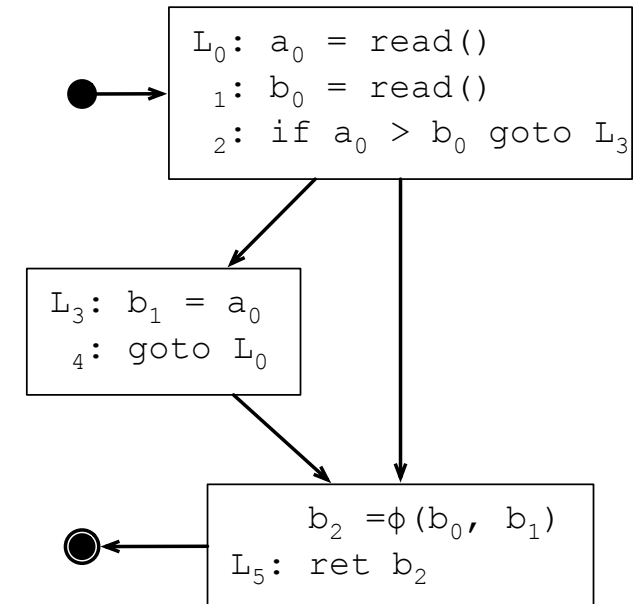 L₀: a₀ = read()
₁: b₀ = read()
₂: if a₀ > b₀ goto L₃
L₃: b₁ = a₀
₄: goto L₀
b₂ =ϕ(b₀, b₁)
L₅: ret b₂